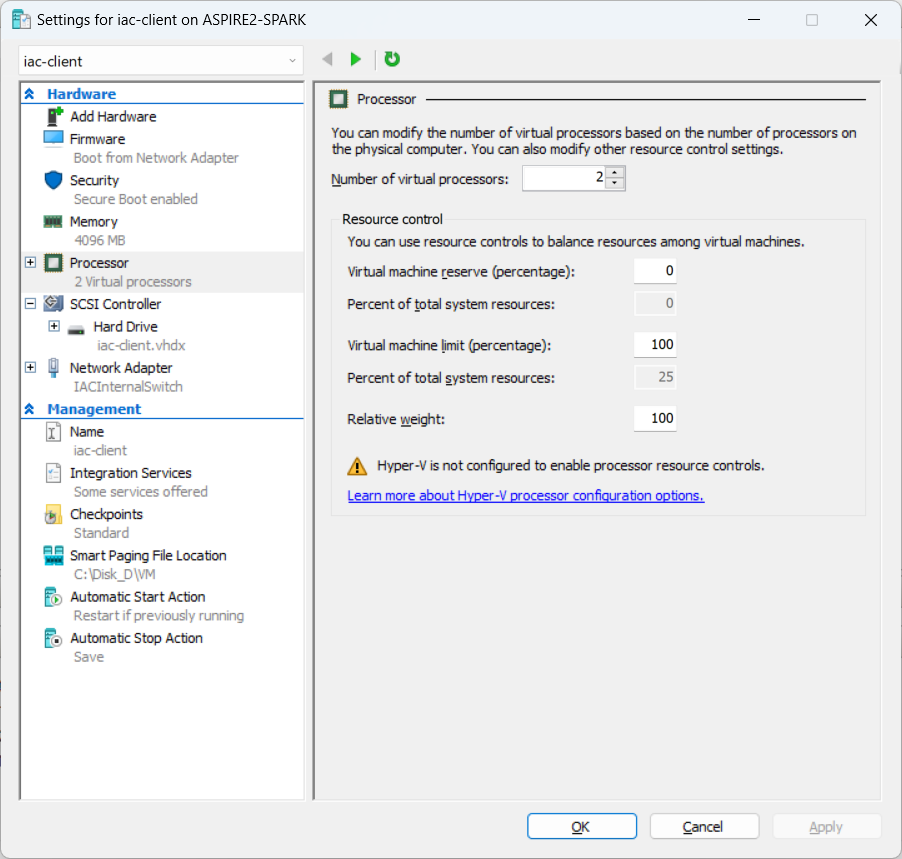 Settings for iac-client on ASPIRE2-SPARK
iac-client
Hardware
Add Hardware
Firmware
Boot from Network Adapter
Security
Secure Boot enabled
Memory
4096 MB
Processor
2 Virtual processors
SCSI Controller
Hard Drive
iac-client.vhdx
Network Adapter
IACInternalSwitch
Management
Name
iac-client
Integration Services
Some services offered
Checkpoints
Standard
Smart Paging File Location
C:\Disk_D\VM
Automatic Start Action
Restart if previously running
Automatic Stop Action
Save
Processor
You can modify the number of virtual processors based on the number of processors on
the physical computer. You can also modify other resource control settings.
Number of virtual processors: 2
Resource control
You can use resource controls to balance resources among virtual machines.
Virtual machine reserve (percentage): 0
Percent of total system resources: 0
Virtual machine limit (percentage): 100
Percent of total system resources: 25
Relative weight: 100
Hyper-V is not configured to enable processor resource controls.
Learn more about Hyper-V processor configuration options.
OK Cancel Apply